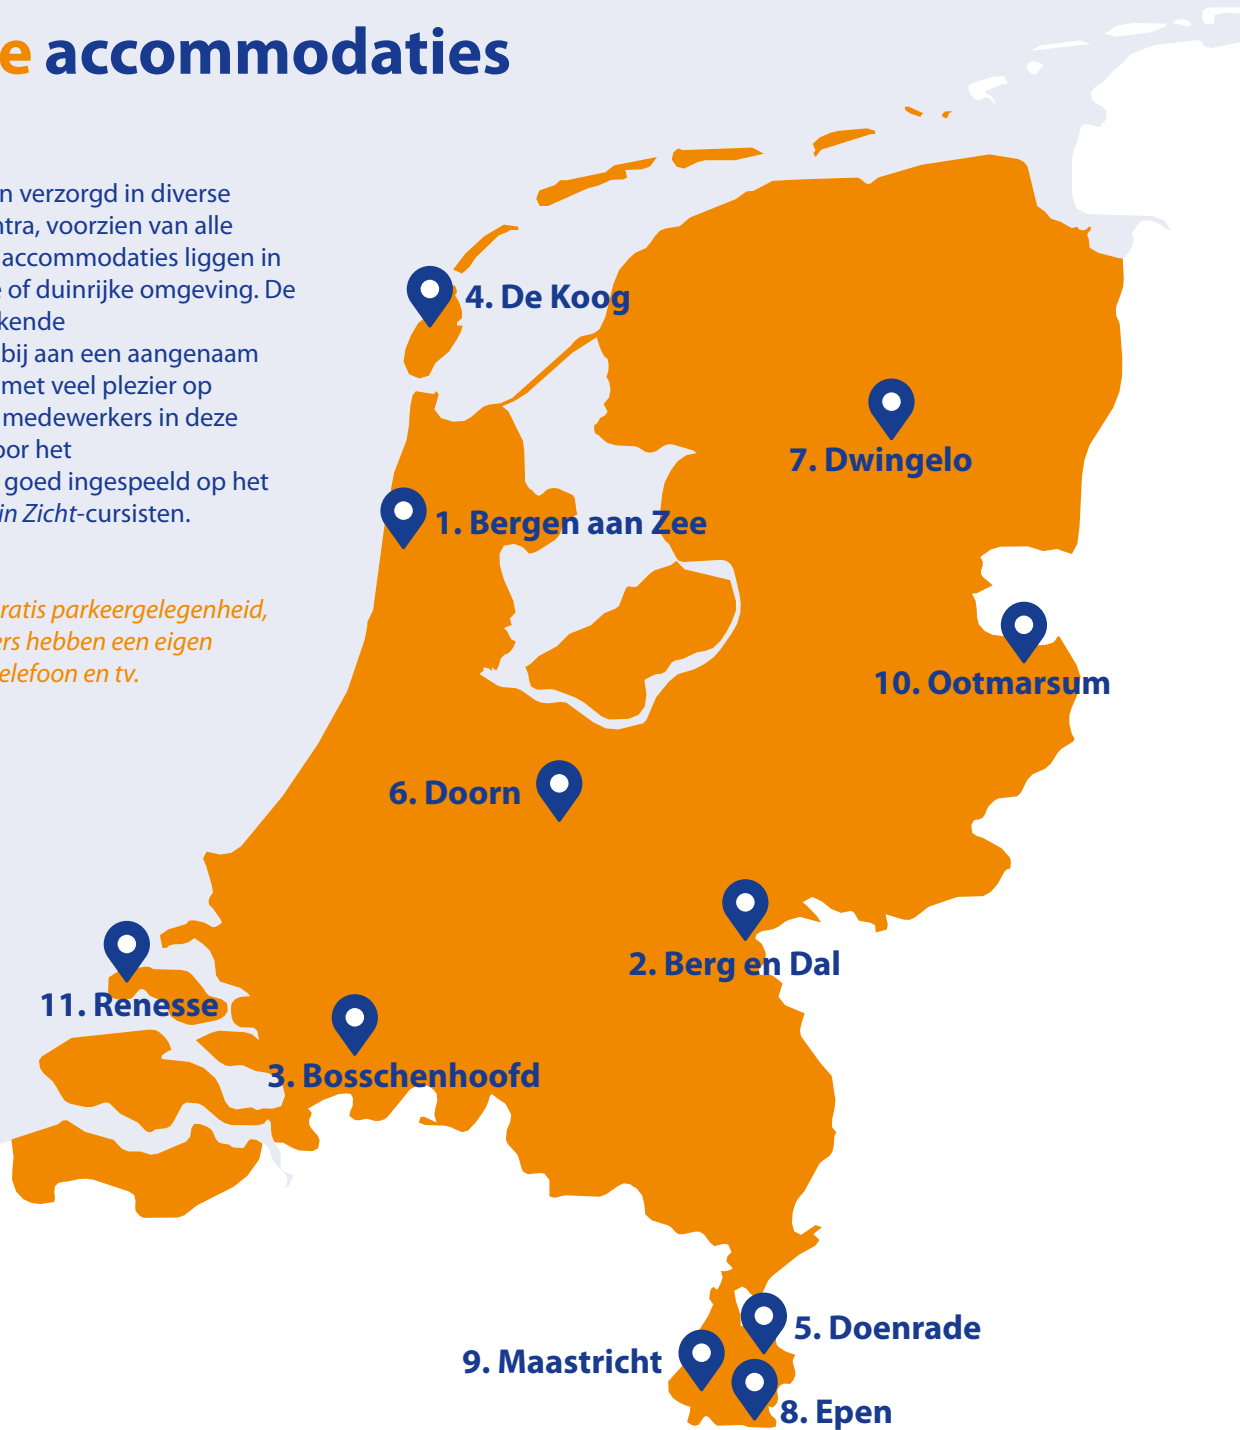 e accommodaties
n verzorgd in diverse
ntra, voorzien van alle
accommodaties liggen in
e of duinrijke omgeving. De
kende
bij aan een aangenaam
met veel plezier op
medewerkers in deze
oor het
goed ingespeeld op het
in Zicht-cursisten.
ratis parkeergelegenheid,
ers hebben een eigen
elefoon en tv.
4. De Koog
7. Dwingelo
1. Bergen aan Zee
10. Ootmarsum
6. Doorn
2. Berg en Dal
11. Renesse
3. Bosschenhoofd
5. Doenrade
9. Maastricht
8. Epen